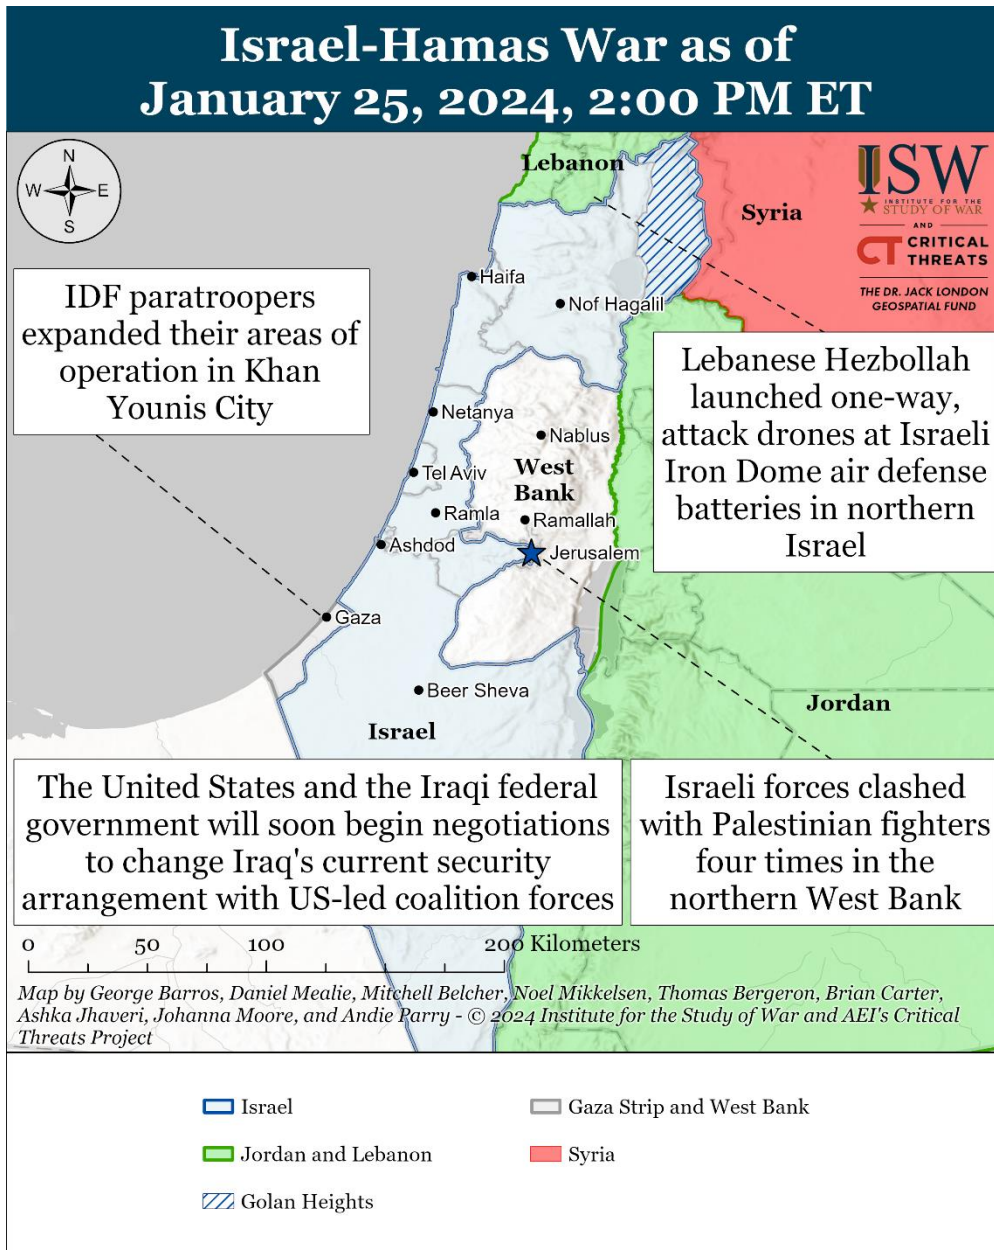 Israel-Hamas War as of
January 25, 2024, 2:00 PM ET
N
W
E
S
Lebanon
Syria
ISW
INSTITUTE FOR THE
STUDY OF WAR
AND
CT CRITICAL
THREATS
THE DR. JACK LONDON
GEOSPATIAL FUND
IDF paratroopers
expanded their areas of
operation in Khan
Younis City
Haifa
Nof Hagalil
Lebanese Hezbollah
launched one-way,
attack drones at Israeli
Iron Dome air defense
batteries in northern
Israel
Netanya
Nablus
West
Bank
Tel Aviv
Ramla
Ramallah
Ashdod
Jerusalem
Gaza
Beer Sheva
Israel
Jordan
The United States and the Iraqi federal
government will soon begin negotiations
to change Iraq's current security
arrangement with US-led coalition forces
Israeli forces clashed
with Palestinian fighters
four times in the
northern West Bank
0 50 100 200 Kilometers
Map by George Barros, Daniel Mealie, Mitchell Belcher, Noel Mikkelsen, Thomas Bergeron, Brian Carter,
Ashka Jhaveri, Johanna Moore, and Andie Parry - © 2024 Institute for the Study of War and AEI's Critical
Threats Project
Israel
Gaza Strip and West Bank
Jordan and Lebanon
Syria
Golan Heights